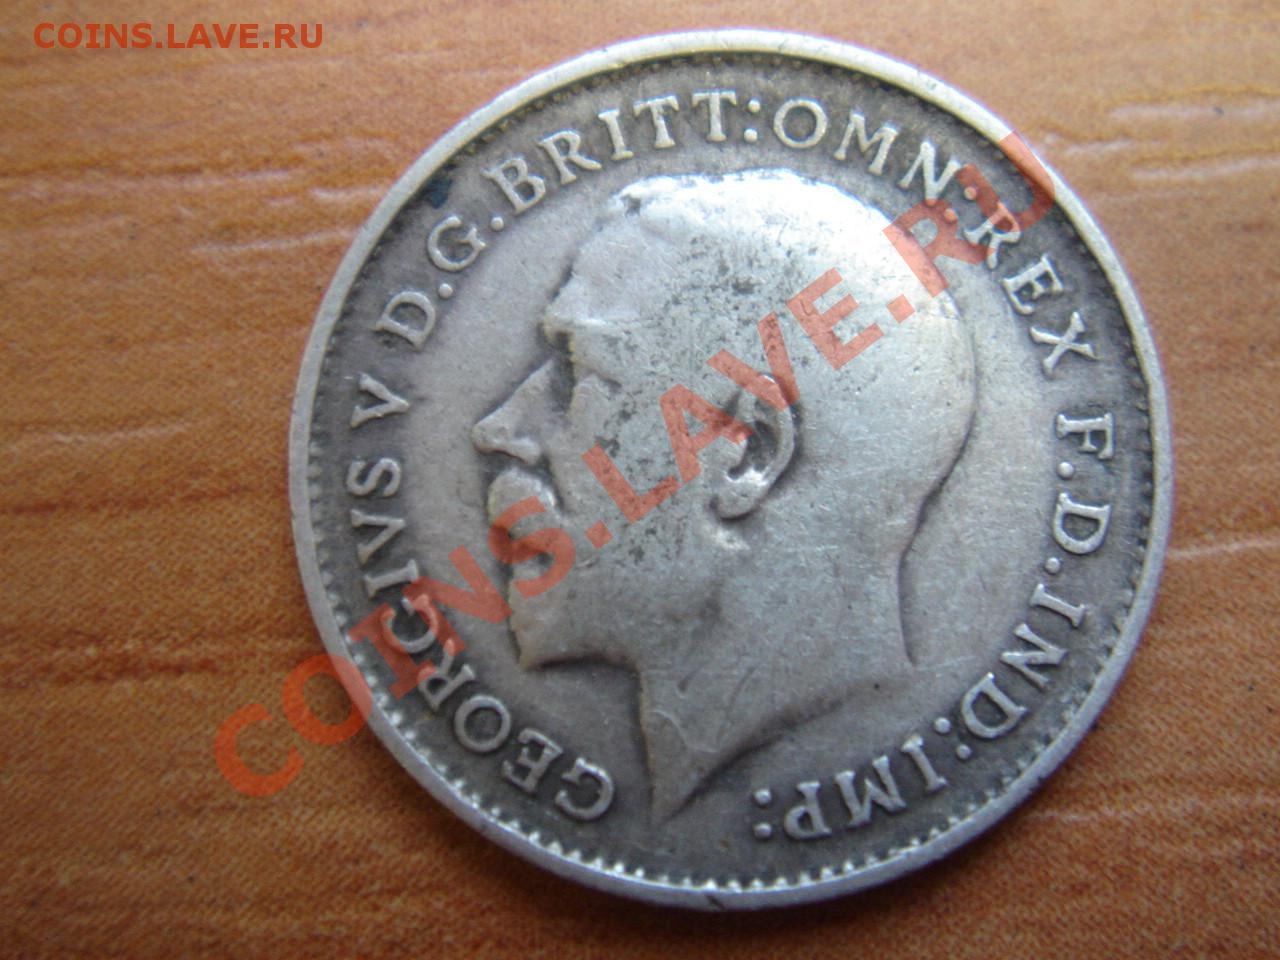 COINS.LAVE.RU
GEORGIVS V D.G.BRITT:OMN:REX F.D.IND:IMP:
COINS.LAVE.RU